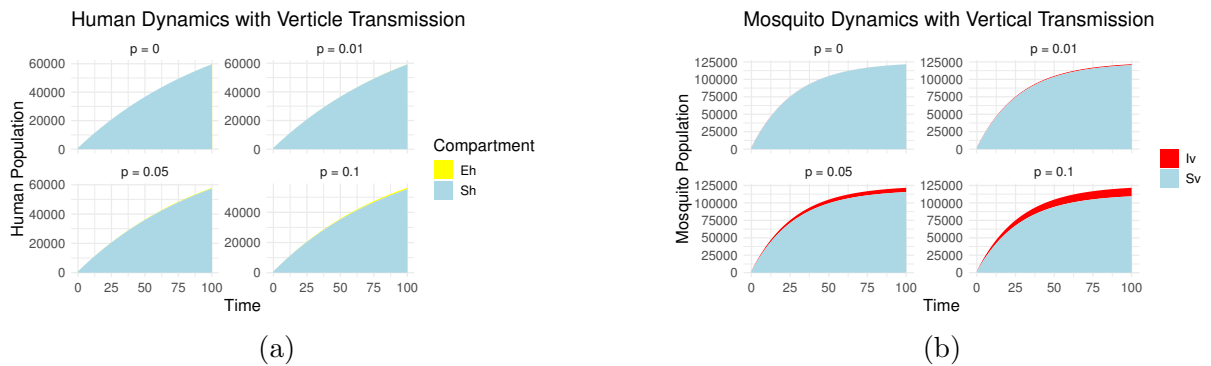 Human Dynamics with Verticle Transmission
p = 0
p = 0.01
60000
40000
20000
0
60000
40000
20000
0
p = 0.05
p = 0.1
60000
40000
20000
0
40000
20000
0
0 25 50 75 100
0 25 50 75 100
Human Population
Time
Compartment
Eh
Sh
(a)
Mosquito Dynamics with Vertical Transmission
p = 0
p = 0.01
125000
100000
75000
50000
25000
0
125000
100000
75000
50000
25000
0
p = 0.05
p = 0.1
125000
100000
75000
50000
25000
0
125000
100000
75000
50000
25000
0
0 25 50 75 100
0 25 50 75 100
Mosquito Population
Time
Iv
Sv
(b)